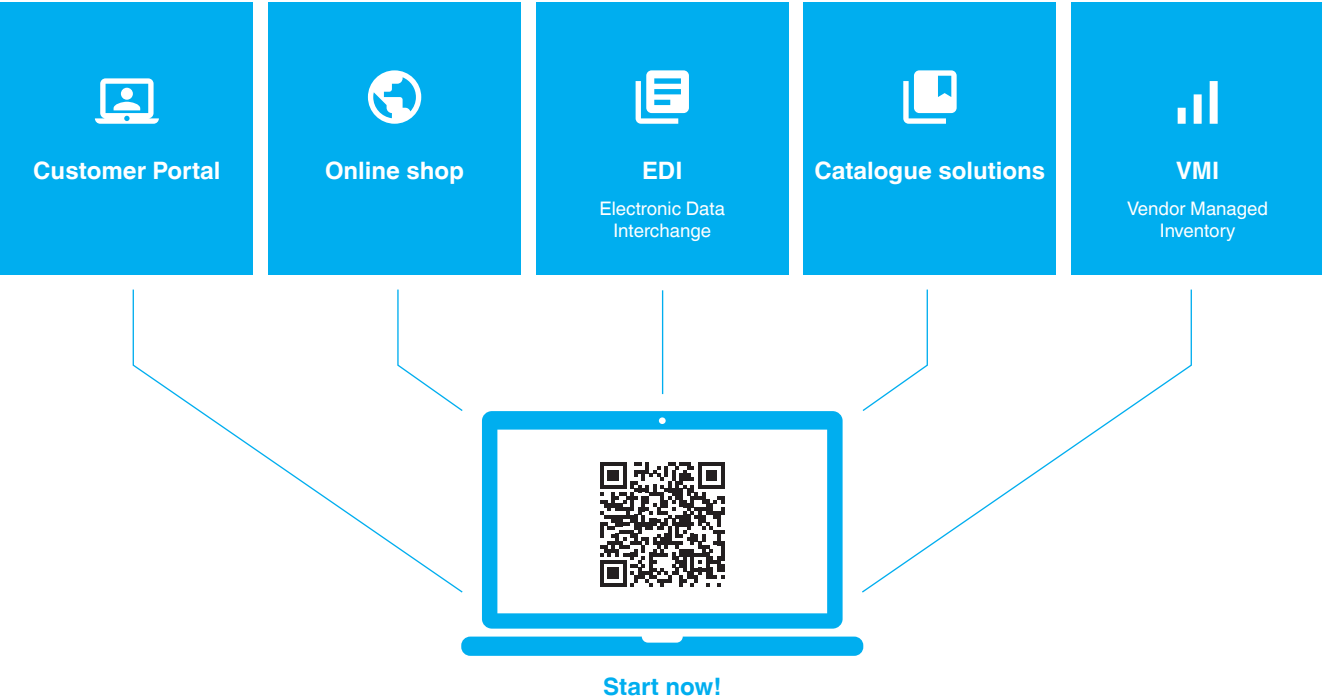 Customer Portal
Online shop
EDI
Electronic Data
Interchange
Catalogue solutions
VMI
Vendor Managed
Inventory
Start now!